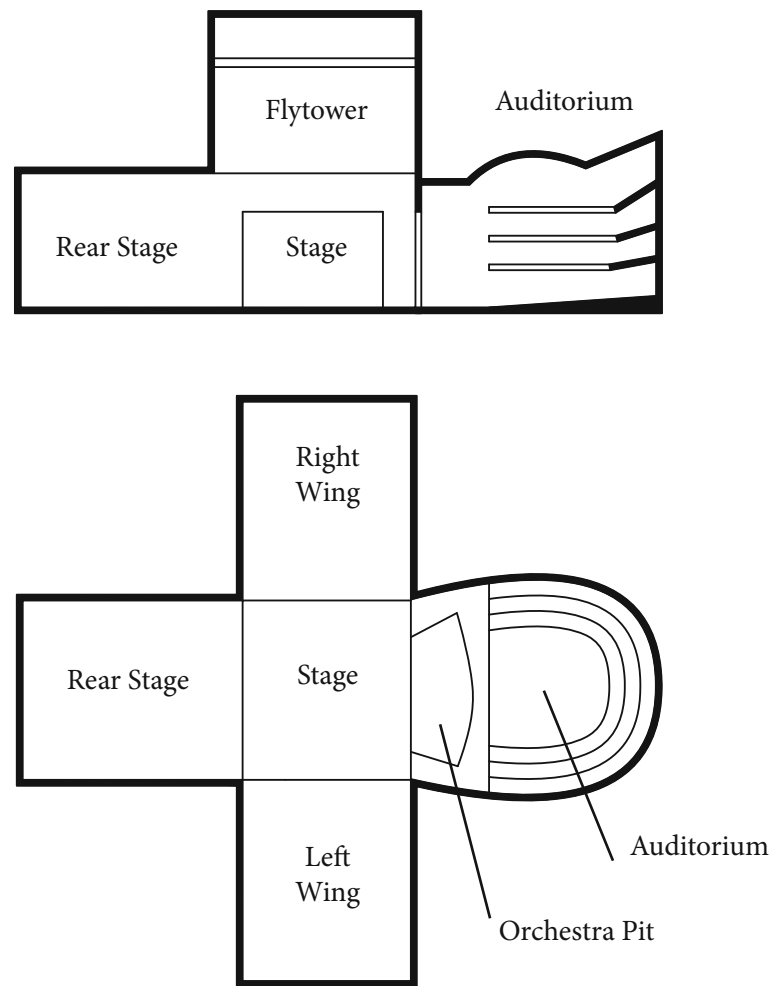 Flytower
Auditorium
Rear Stage
Stage
Right
Wing
Rear Stage
Stage
Left
Wing
Auditorium
Orchestra Pit